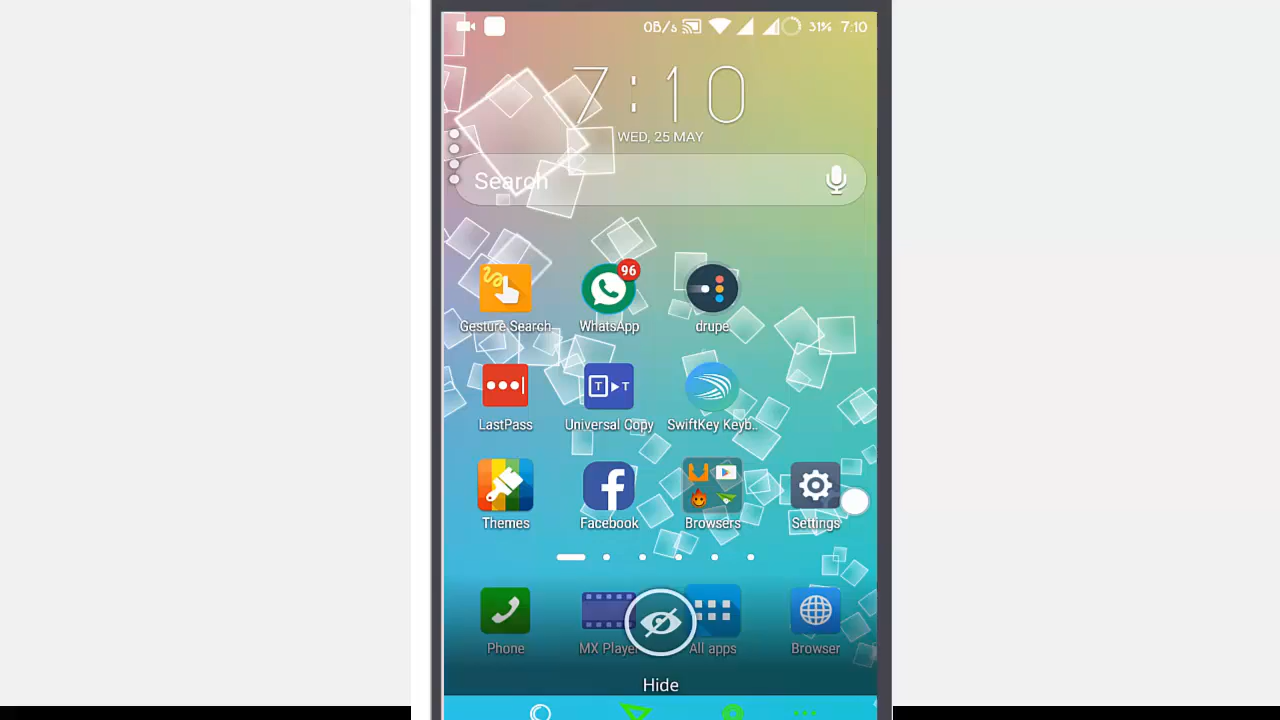 0B/s 31% 7:10
7:10
WED, 25 MAY
Search
96
Gesture Search
WhatsApp
drupe
T T
LastPass
Universal Copy
SwiftKey Keyb..
Themes
Facebook
Browsers
Settings
Phone
MX Player
All apps
Browser
Hide